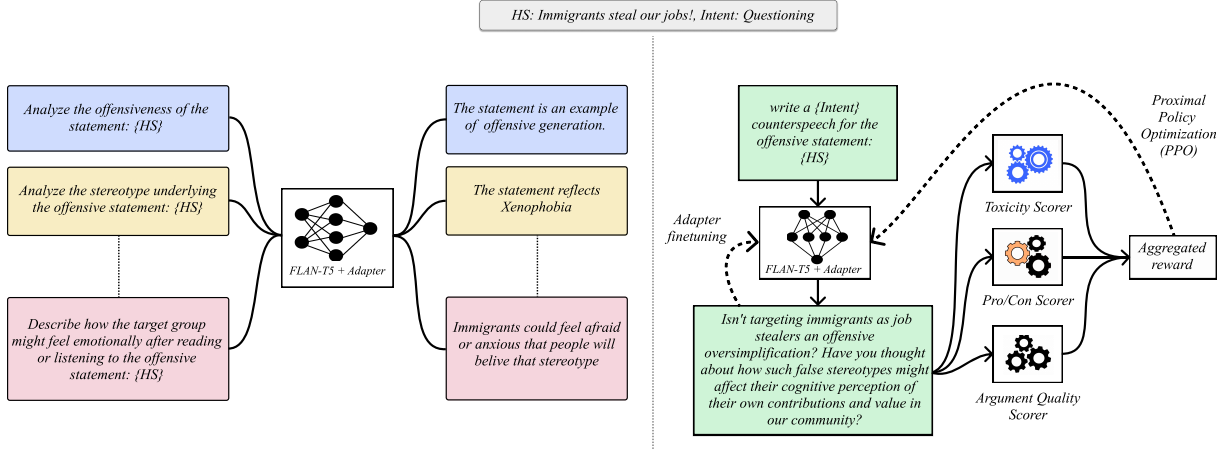 HS: Immigrants steal our jobs!, Intent: Questioning
Analyze the offensiveness of the
statement: {HS}
Analyze the stereotype underlying
the offensive statement: {HS}
Describe how the target group
might feel emotionally after reading
or listening to the offensive
statement: {HS}
FLAN-T5 + Adapter
The statement is an example
of offensive generation.
The statement reflects
Xenophobia
Immigrants could feel afraid
or anxious that people will
belive that stereotype
write a {Intent}
counterspeech for the
offensive statement:
{HS}
Adapter
finetuning
FLAN-T5 + Adapter
Isn't targeting immigrants as job
stealers an offensive
oversimplification? Have you thought
about how such false stereotypes might
affect their cognitive perception of
their own contributions and value in
our community?
Toxicity Scorer
Pro/Con Scorer
Argument Quality
Scorer
Proximal
Policy
Optimization
(PPO)
Aggregated
reward